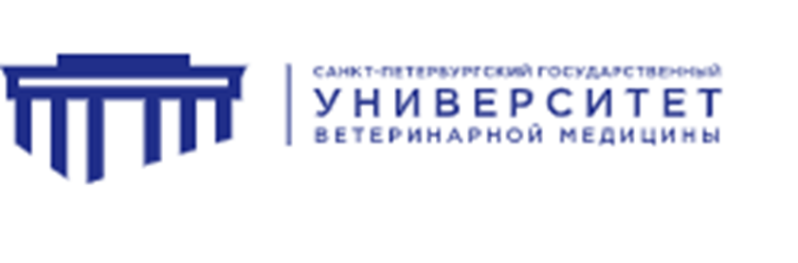 САНКТ-ПЕТЕРБУРГСКИЙ ГОСУДАРСТВЕННЫЙ
УНИВЕРСИТЕТ
ВЕТЕРИНАРНОЙ МЕДИЦИНЫ